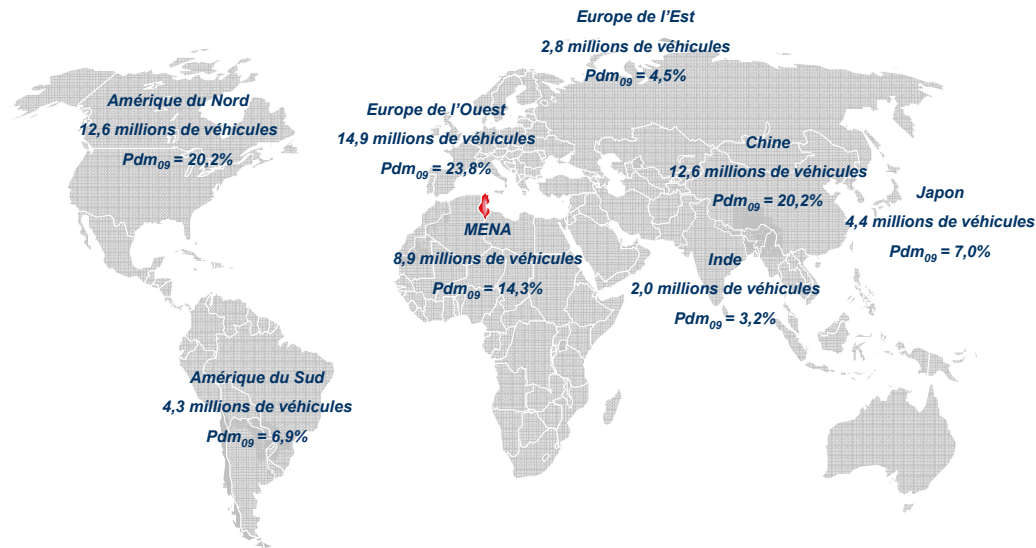 Europe de l'Est
2,8 millions de véhicules
Pdm09 = 4,5%
Amérique du Nord
12,6 millions de véhicules
Pdm09 = 20,2%
Europe de l'Ouest
14,9 millions de véhicules
Pdm09 = 23,8%
Chine
12,6 millions de véhicules
Pdm09 = 20,2%
Japon
4,4 millions de véhicules
Pdm09 = 7,0%
MENA
8,9 millions de véhicules
Pdm09 = 14,3%
Inde
2,0 millions de véhicules
Pdm09 = 3,2%
Amérique du Sud
4,3 millions de véhicules
Pdm09 = 6,9%